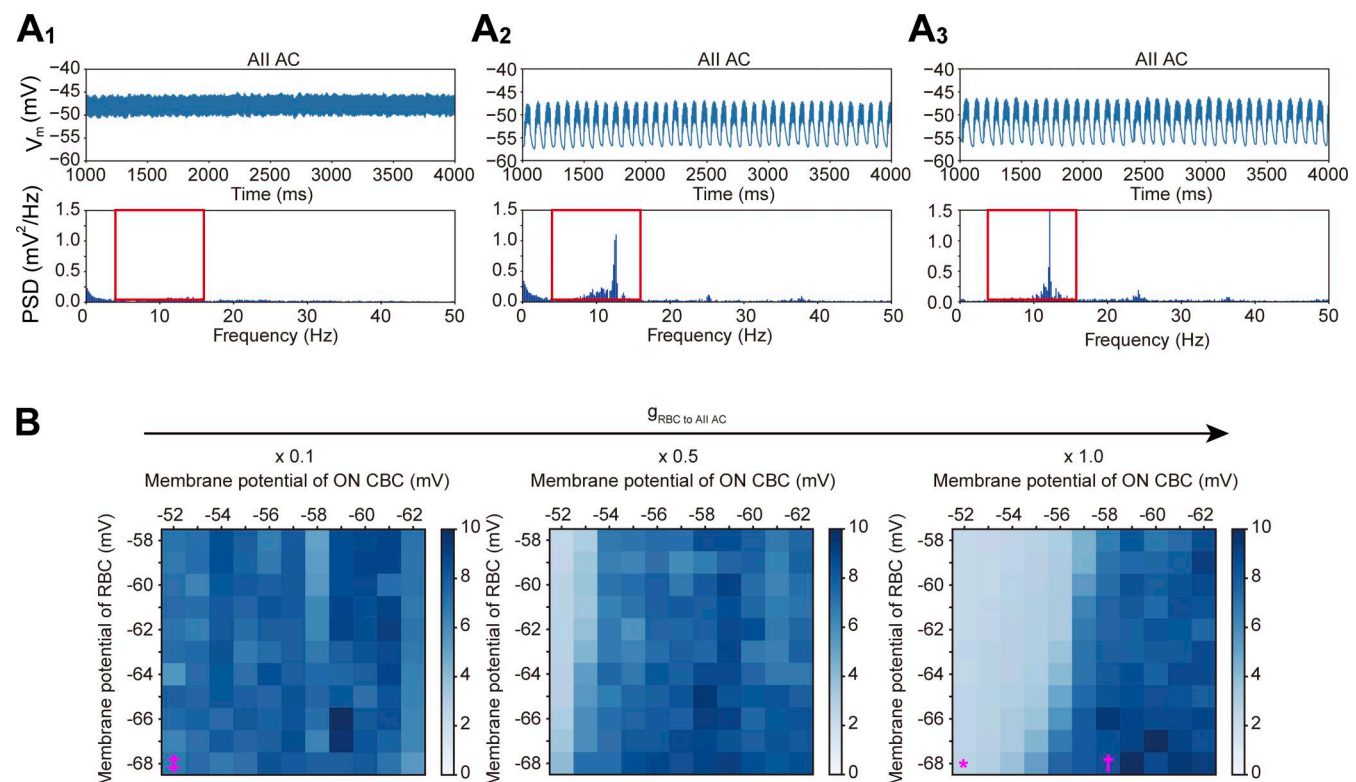 A1
A2
A3
AII AC
AII AC
AII AC
Vm (mV)
−40
−45
−50
−55
−60
1000 1500 2000 2500 3000 3500 4000
Time (ms)
−40
−45
−50
−55
−60
1000 1500 2000 2500 3000 3500 4000
Time (ms)
−40
−45
−50
−55
−60
1000 1500 2000 2500 3000 3500 4000
Time (ms)
PSD (mV²/Hz)
1.5
1.0
0.5
0.0
0 10 20 30 40 50
Frequency (Hz)
1.5
1.0
0.5
0.0
0 10 20 30 40 50
Frequency (Hz)
1.5
1.0
0.5
0.0
0 10 20 30 40 50
Frequency (Hz)
B
gRBC to AII AC
x 0.1
Membrane potential of ON CBC (mV)
-52 -54 -56 -58 -60 -62
Membrane potential of RBC (mV)
-58
-60
-62
-64
-66
-68
‡
10
8
6
4
2
0
x 0.5
Membrane potential of ON CBC (mV)
-52 -54 -56 -58 -60 -62
Membrane potential of RBC (mV)
-58
-60
-62
-64
-66
-68
10
8
6
4
2
0
x 1.0
Membrane potential of ON CBC (mV)
-52 -54 -56 -58 -60 -62
Membrane potential of RBC (mV)
-58
-60
-62
-64
-66
-68
*
†
10
8
6
4
2
0